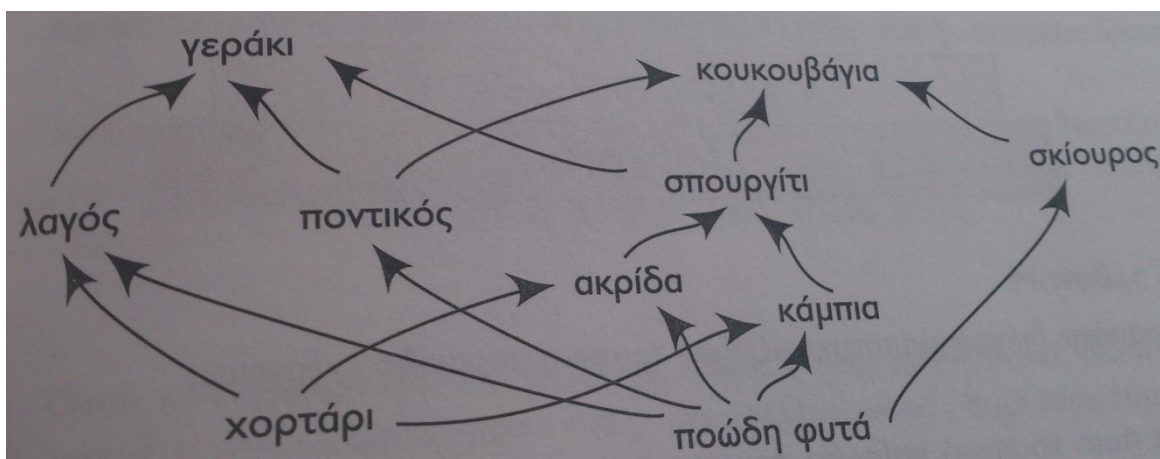 γεράκι
κουκουβάγια
σκίουρος
σπουργίτι
λαγός
ποντικός
ακρίδα
κάμπια
χορτάρι
ποώδη φυτά